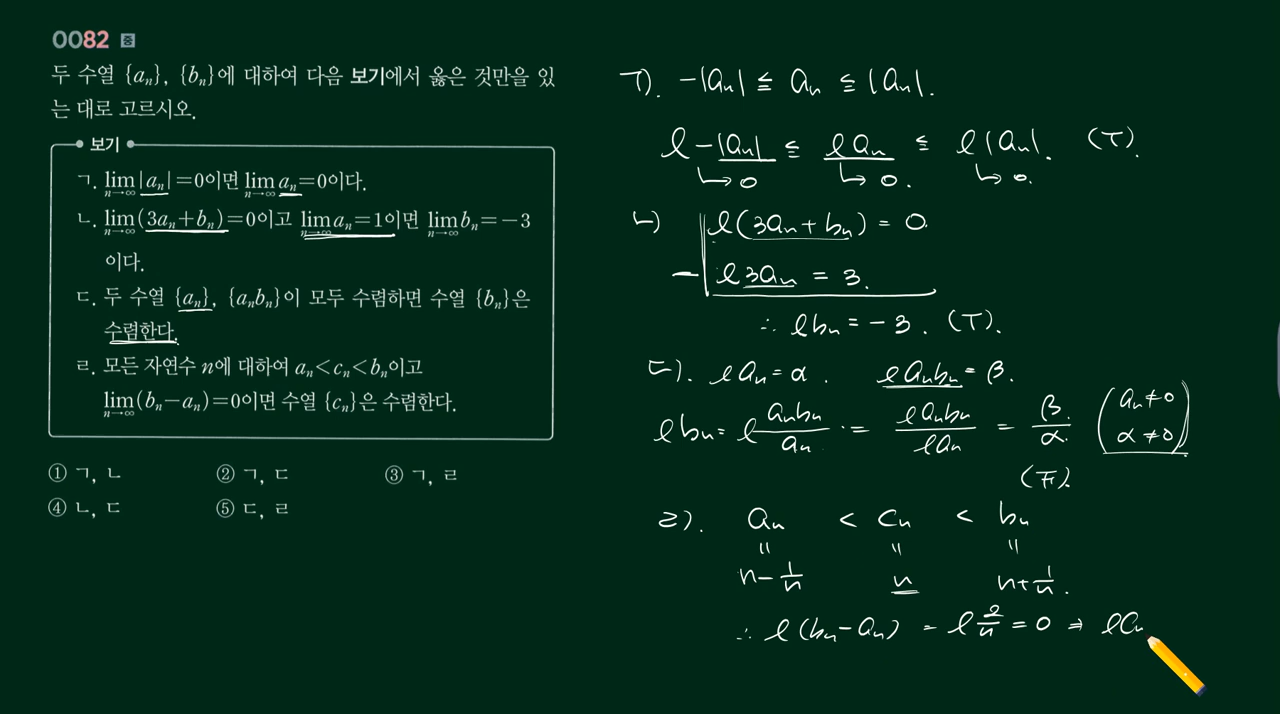 0082 중
두 수열 {aₙ}, {bₙ}에 대하여 다음 보기에서 옳은 것만을 있
는 대로 고르시오.
보기
ㄱ. lim n→∞ |aₙ|=0이면 lim n→∞ aₙ=0이다.
ㄴ. lim n→∞ (3aₙ+bₙ)=0이고 lim n→∞ aₙ=1이면 lim n→∞ bₙ=-3
이다.
ㄷ. 두 수열 {aₙ}, {aₙbₙ}이 모두 수렴하면 수열 {bₙ}은
수렴한다.
ㄹ. 모든 자연수 n에 대하여 aₙ<cₙ<bₙ이고
lim n→∞ (bₙ-aₙ)=0이면 수열 {cₙ}은 수렴한다.
① ㄱ, ㄴ ② ㄱ, ㄷ ③ ㄱ, ㄹ
④ ㄴ, ㄷ ⑤ ㄷ, ㄹ
ㄱ). -|aₙ| ≤ aₙ ≤ |aₙ|.
l -|aₙ| ≤ l aₙ ≤ l |aₙ|. (T).
↳ 0 ↳ 0. ↳ 0.
ㄴ) l (3aₙ + bₙ) = 0.
- l 3aₙ = 3.
∴ l bₙ = -3. (T).
ㄷ). l aₙ = α. l aₙbₙ = β.
l bₙ = l aₙbₙ/aₙ = l aₙbₙ / l aₙ = β/α (aₙ≠0 α≠0)
(F).
ㄹ). aₙ < cₙ < bₙ
= = =
n - 1/n n n + 1/n.
∴ l (bₙ - aₙ) = l 2/n = 0 ⇒ l